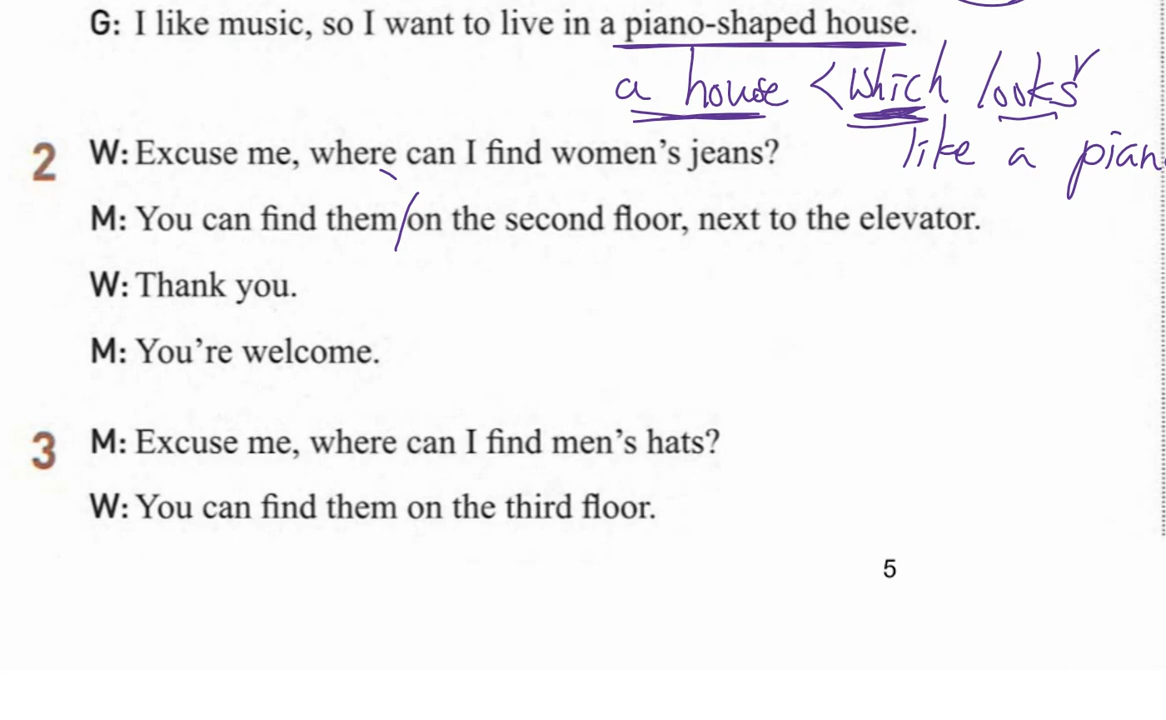 G: I like music, so I want to live in a piano-shaped house.
a house < which looks
like a pian
2 W: Excuse me, where can I find women's jeans?
M: You can find them / on the second floor, next to the elevator.
W: Thank you.
M: You're welcome.
3 M: Excuse me, where can I find men's hats?
W: You can find them on the third floor.
5